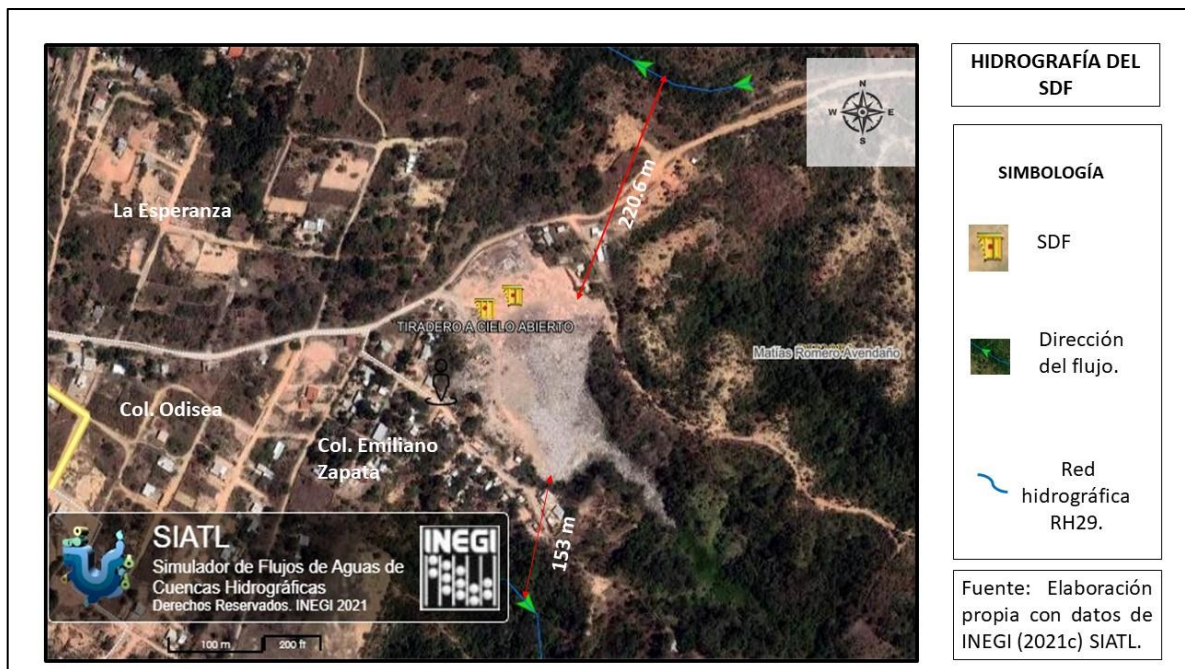 HIDROGRAFÍA DEL
SDF
SIMBOLOGÍA
SDF
Dirección
del flujo.
Red
hidrográfica
RH29.
Fuente: Elaboración
propia con datos de
INEGI (2021c) SIATL.
N
W
E
S
220.6 m
La Esperanza
TIRADERO A CIELO ABIERTO
Matías Romero Avendaño
Col. Odisea
Col. Emiliano
Zapata
153 m
SIATL
Simulador de Flujos de Aguas de
Cuencas Hidrográficas
Derechos Reservados. INEGI 2021
INEGI
100 m
200 ft